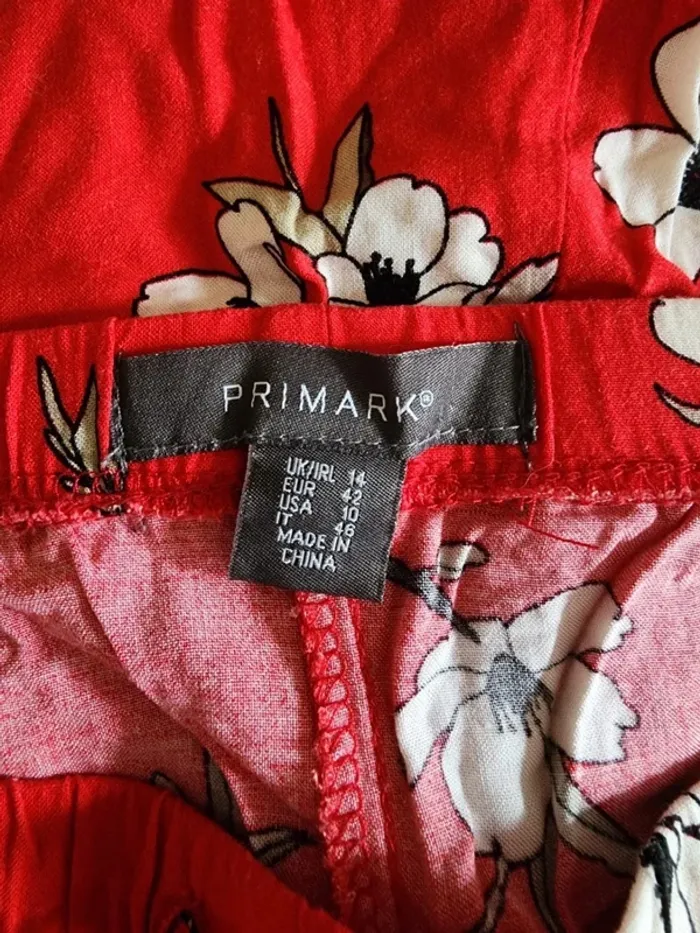 PRIMARK®
UK/IRL 14
EUR 42
USA 10
IT 46
MADE IN
CHINA